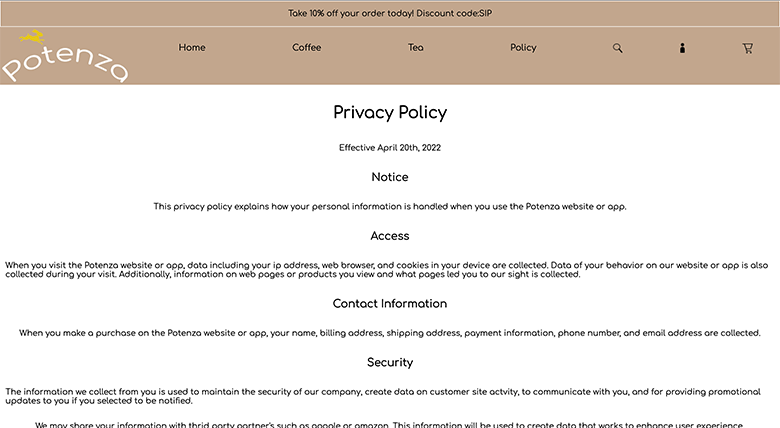 Take 10% off your order today! Discount code:SIP
Potenza
Home Coffee Tea Policy
Privacy Policy
Effective April 20th, 2022
Notice
This privacy policy explains how your personal information is handled when you use the Potenza website or app.
Access
When you visit the Potenza website or app, data including your ip address, web browser, and cookies in your device are collected. Data of your behavior on our website or app is also
collected during your visit. Additionally, information on web pages or products you view and what pages led you to our sight is collected.
Contact Information
When you make a purchase on the Potenza website or app, your name, billing address, shipping address, payment information, phone number, and email address are collected.
Security
The information we collect from you is used to maintain the security of our company, create data on customer site actvity, to communicate with you, and for providing promotional
updates to you if you selected to be notified.
We may share your information with thrid party partner's such as google or amazon. This information will be used to create data that works to enhance user experience